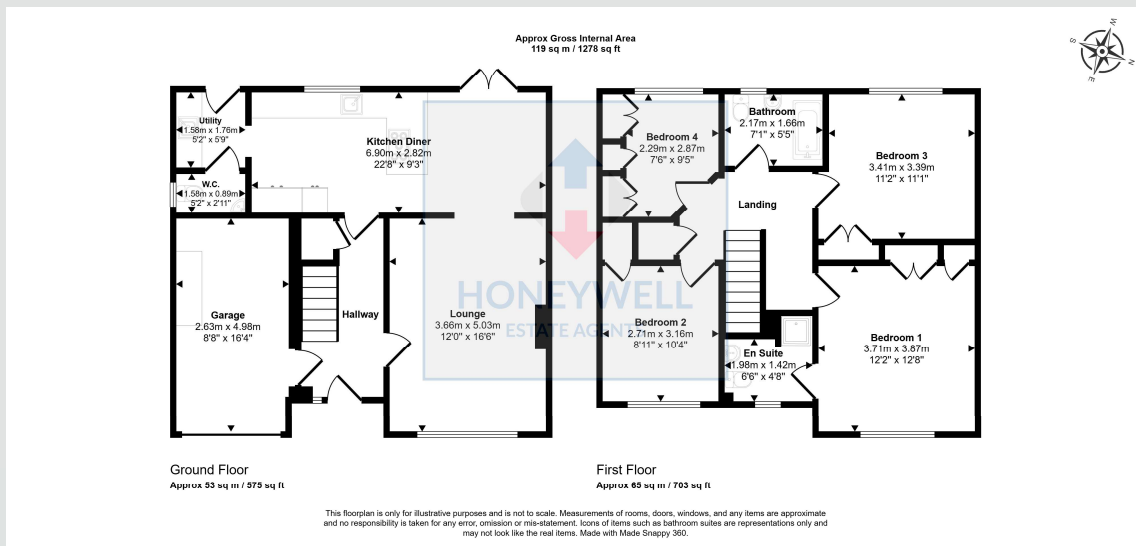 Approx Gross Internal Area
119 sq m / 1278 sq ft
W
S
N
E
Utility
1.58m x 1.76m
5'2" x 5'9"
W.C.
1.58m x 0.89m
5'2" x 2'11"
Kitchen Diner
6.90m x 2.82m
22'8" x 9'3"
Garage
2.63m x 4.98m
8'8" x 16'4"
Hallway
Lounge
3.66m x 5.03m
12'0" x 16'6"
Bedroom 4
2.29m x 2.87m
7'6" x 9'5"
Bathroom
2.17m x 1.66m
7'1" x 5'5"
Bedroom 3
3.41m x 3.39m
11'2" x 11'1"
Landing
Bedroom 2
2.71m x 3.16m
8'11" x 10'4"
En Suite
1.98m x 1.42m
6'6" x 4'8"
Bedroom 1
3.71m x 3.87m
12'2" x 12'8"
HONEYWELL
ESTATE AGENTS
Ground Floor
Approx 53 sq m / 575 sq ft
First Floor
Approx 65 sq m / 703 sq ft
This floorplan is only for illustrative purposes and is not to scale. Measurements of rooms, doors, windows, and any items are approximate
and no responsibility is taken for any error, omission or mis-statement. Icons of items such as bathroom suites are representations only and
may not look like the real items. Made with Made Snappy 360.